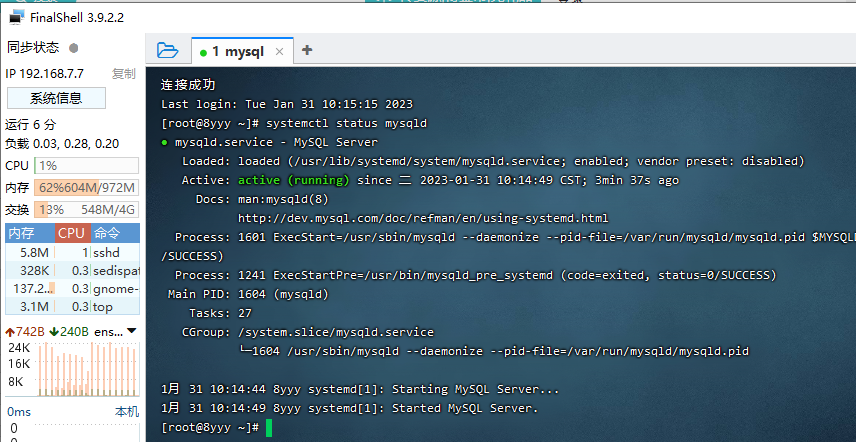 FinalShell 3.9.2.2
同步状态
IP 192.168.7.7 复制
系统信息
运行 6 分
负载 0.03, 0.28, 0.20
CPU 1%
内存 62% 604M/972M
交换 13% 548M/4G
内存 CPU 命令
5.8M 1 sshd
328K 0.3 sedispat
137.2... 0.3 gnome-
3.1M 0.3 top
742B 240B ens...
24K
16K
8K
0ms 本机
0
0
1 mysql
连接成功
Last login: Tue Jan 31 10:15:15 2023
[root@8yyy ~]# systemctl status mysqld
● mysqld.service - MySQL Server
Loaded: loaded (/usr/lib/systemd/system/mysqld.service; enabled; vendor preset: disabled)
Active: active (running) since 二 2023-01-31 10:14:49 CST; 3min 37s ago
Docs: man:mysqld(8)
http://dev.mysql.com/doc/refman/en/using-systemd.html
Process: 1601 ExecStart=/usr/sbin/mysqld --daemonize --pid-file=/var/run/mysqld/mysqld.pid $MYSQLD
/SUCCESS)
Process: 1241 ExecStartPre=/usr/bin/mysqld_pre_systemd (code=exited, status=0/SUCCESS)
Main PID: 1604 (mysqld)
Tasks: 27
CGroup: /system.slice/mysqld.service
└─1604 /usr/sbin/mysqld --daemonize --pid-file=/var/run/mysqld/mysqld.pid
1月 31 10:14:44 8yyy systemd[1]: Starting MySQL Server...
1月 31 10:14:49 8yyy systemd[1]: Started MySQL Server.
[root@8yyy ~]#